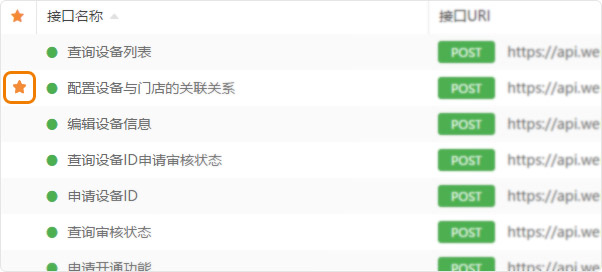 接口名称 接口URI
查询设备列表 POST https://api.we
配置设备与门店的关联关系 POST https://api.we
编辑设备信息 POST https://api.we
查询设备ID申请审核状态 POST https://api.we
申请设备ID POST https://api.we
查询审核状态 POST https://api.we
申请开通功能 POST https://api.we